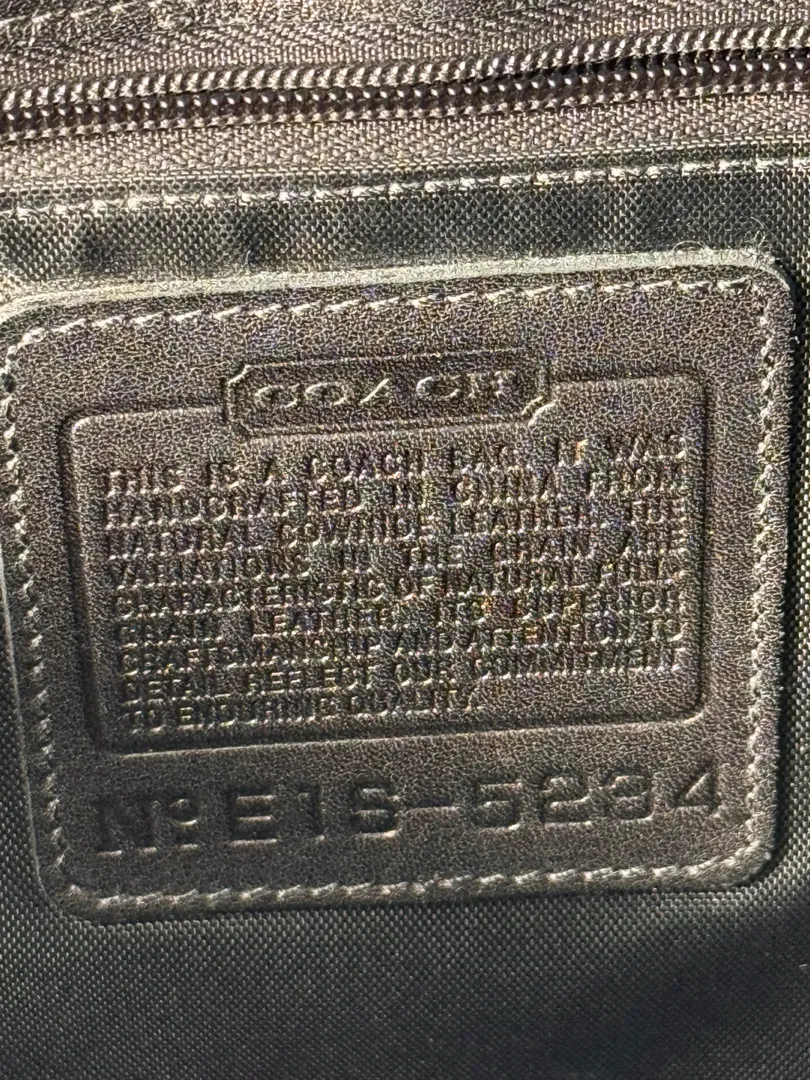 COACH
THIS IS A COACH BAG. IT WAS
HANDCRAFTED IN CHINA FROM
NATURAL COWHIDE LEATHER. THE
VARIATIONS IN THE GRAIN ARE
CHARACTERISTIC OF NATURAL FULL
GRAIN LEATHER. ITS SUPERIOR
CRAFTSMANSHIP AND ATTENTION TO
DETAIL REFLECT OUR COMMITMENT
TO ENDURING QUALITY.
No E1S-5234